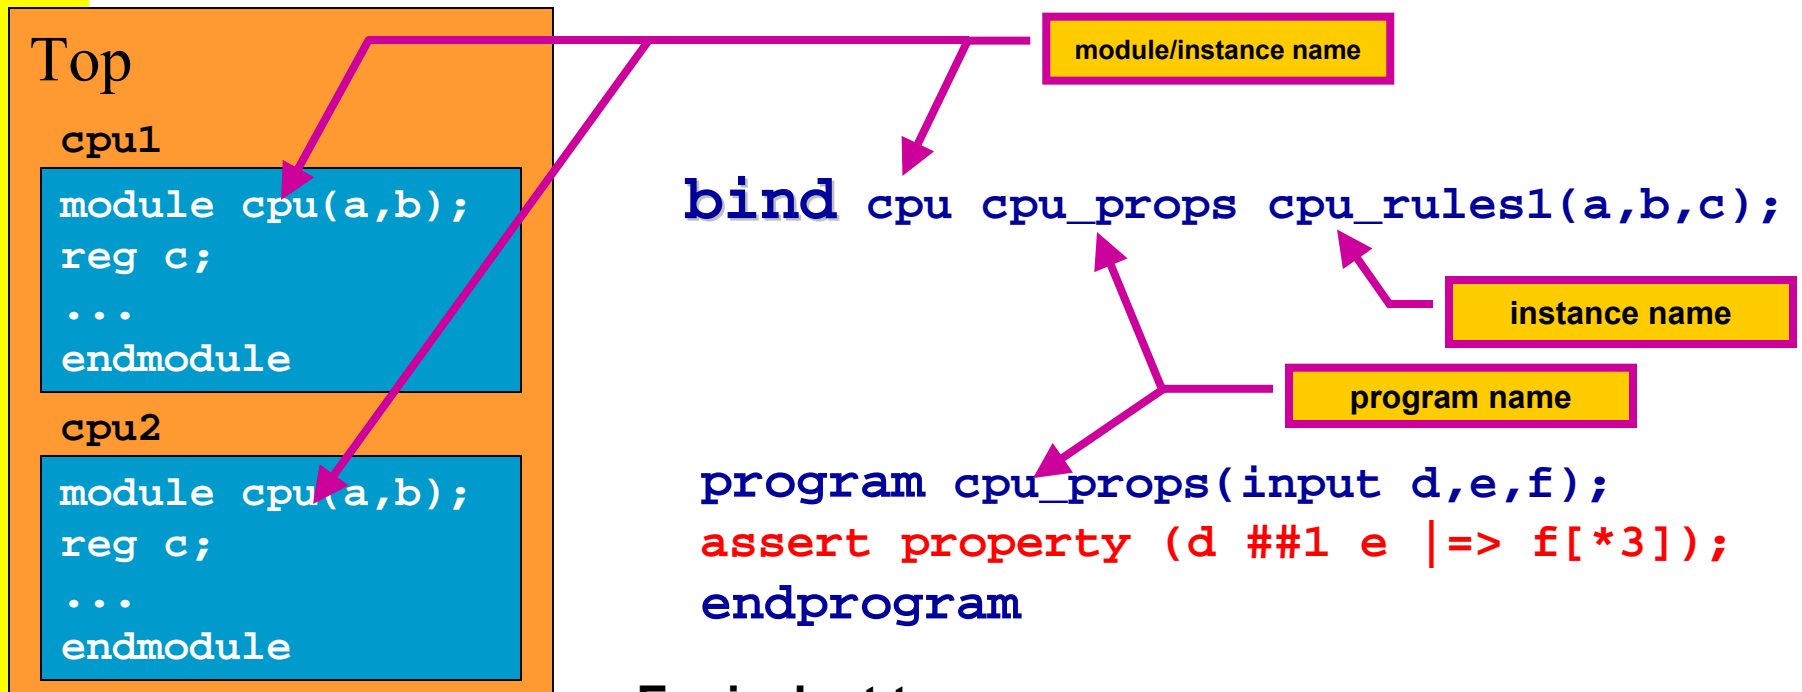 Top
cpu1
module cpu(a,b);
reg c;
...
endmodule
cpu2
module cpu(a,b);
reg c;
...
endmodule
module/instance name
bind cpu cpu_props cpu_rules1(a,b,c);
instance name
program name
program cpu_props(input d,e,f);
assert property (d ##1 e |=> f[*3]);
endprogram